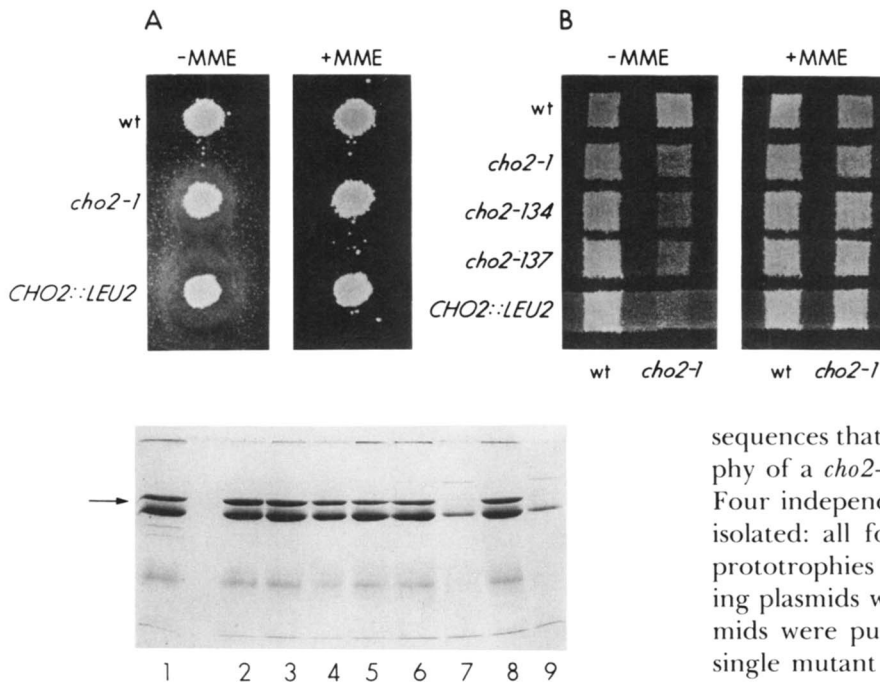 A
-MME +MME
wt
cho2-1
CHO2::LEU2
B
-MME +MME
wt
cho2-1
cho2-134
cho2-137
CHO2::LEU2
wt cho2-1 wt cho2-1
1 2 3 4 5 6 7 8 9
sequences that
phy of a cho2-
Four independ
isolated: all fo
prototrophies
ing plasmids w
mids were pu
single mutant